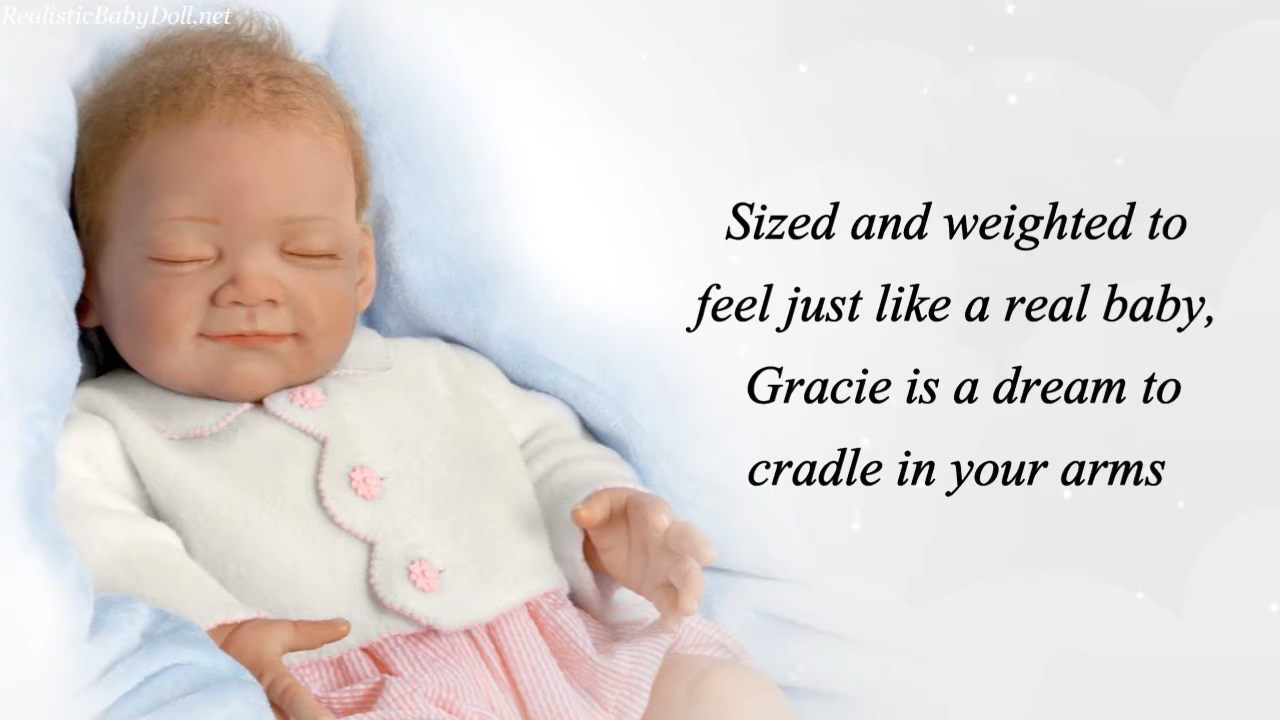 RealisticBabyDoll.net
Sized and weighted to
feel just like a real baby,
Gracie is a dream to
cradle in your arms